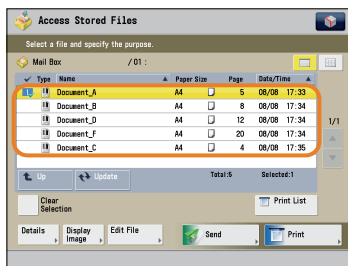 Access Stored Files
Select a file and specify the purpose.
Mail Box /01 :
Type Name Paper Size Page Date/Time
1 Document_A A4 5 08/08 17:33
Document_B A4 8 08/08 17:34
Document_D A4 12 08/08 17:34
Document_F A4 20 08/08 17:34
Document_C A4 4 08/08 17:35
1/1
Up Update Total:5 Selected:1
Clear Selection Print List
Details Display Image Edit File Send Print